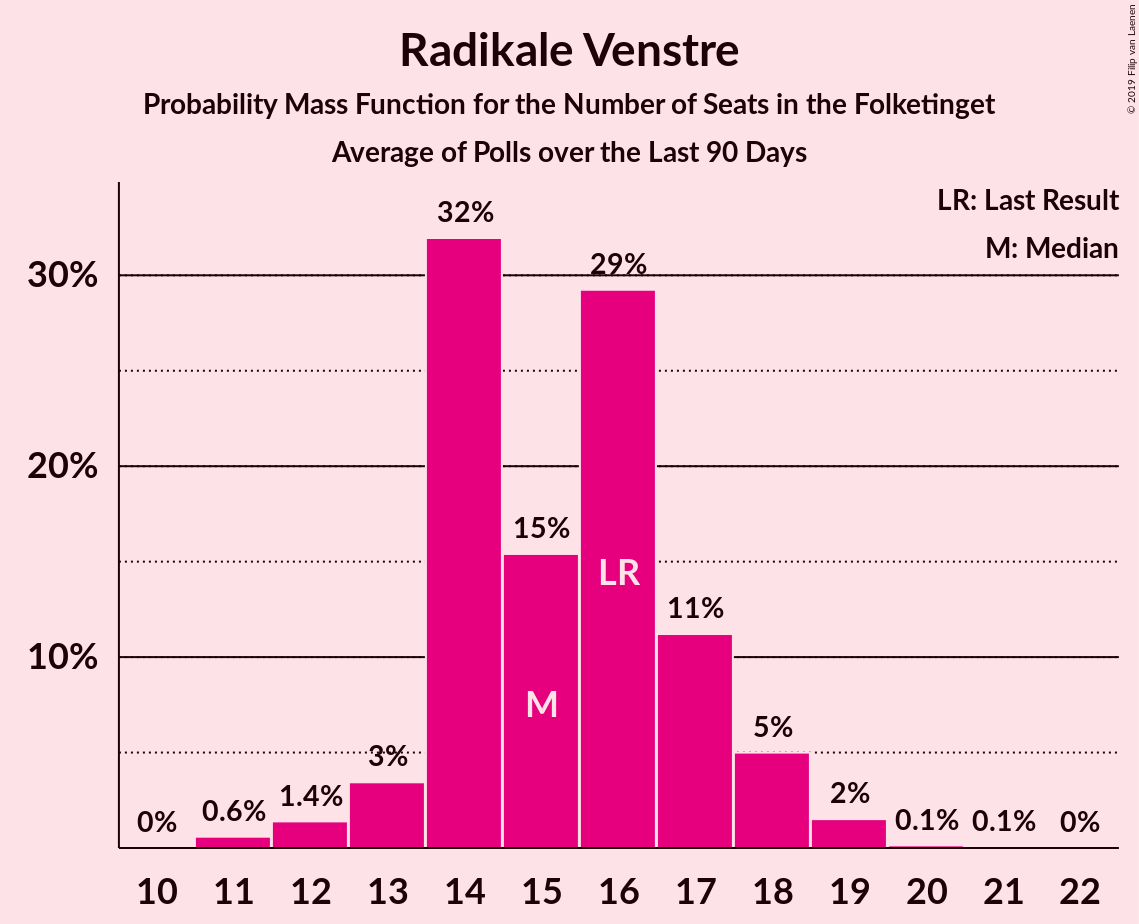 Radikale Venstre
Probability Mass Function for the Number of Seats in the Folketinget
Average of Polls over the Last 90 Days
© 2019 Filip van Laenen
LR: Last Result
M: Median
30%
20%
10%
0%
0.6%
1.4%
3%
32%
15%
29%
11%
5%
2%
0.1%
0.1%
0%
LR
M
10 11 12 13 14 15 16 17 18 19 20 21 22